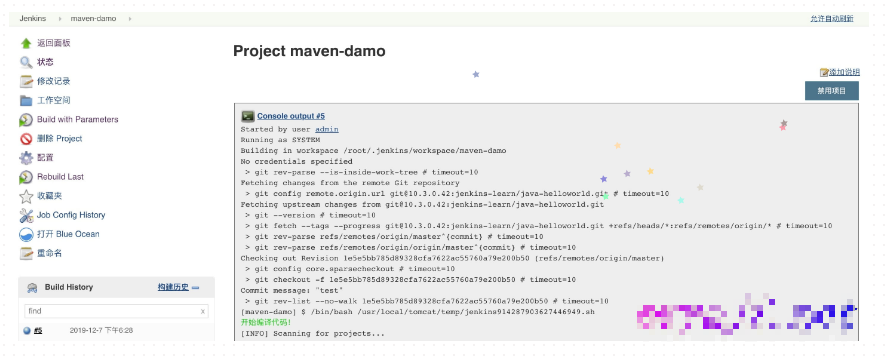 Jenkins › maven-damo › 允许自动刷新
返回面板
状态
修改记录
工作空间
Build with Parameters
删除 Project
配置
Rebuild Last
收藏夹
Job Config History
打开 Blue Ocean
重命名
Build History 构建历史
find x
#5 2019-12-7 下午6:28
Project maven-damo
添加说明
禁用项目
Console output #5
Started by user admin
Running as SYSTEM
Building in workspace /root/.jenkins/workspace/maven-damo
No credentials specified
> git rev-parse --is-inside-work-tree # timeout=10
Fetching changes from the remote Git repository
> git config remote.origin.url git@10.3.0.42:jenkins-learn/java-helloworld.git # timeout=10
Fetching upstream changes from git@10.3.0.42:jenkins-learn/java-helloworld.git
> git --version # timeout=10
> git fetch --tags --progress git@10.3.0.42:jenkins-learn/java-helloworld.git +refs/heads/*:refs/remotes/origin/* # timeout=10
> git rev-parse refs/remotes/origin/master^{commit} # timeout=10
> git rev-parse refs/remotes/origin/origin/master^{commit} # timeout=10
Checking out Revision 1e5e5bb785d89328cfa7622ac55760a79e200b50 (refs/remotes/origin/master)
> git config core.sparsecheckout # timeout=10
> git checkout -f 1e5e5bb785d89328cfa7622ac55760a79e200b50 # timeout=10
Commit message: "test"
> git rev-list --no-walk 1e5e5bb785d89328cfa7622ac55760a79e200b50 # timeout=10
[maven-damo] $ /bin/bash /usr/local/tomcat/temp/jenkins914287903627446949.sh
开始编译代码!
[INFO] Scanning for projects...